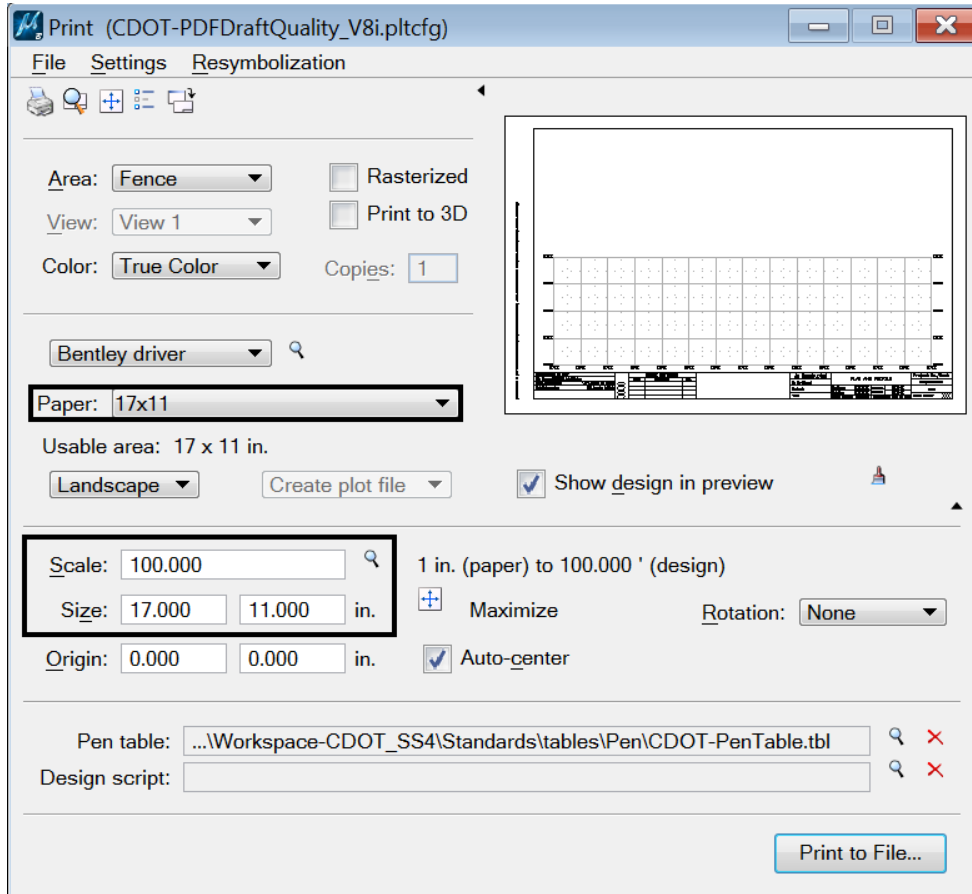 Print (CDOT-PDFDraftQuality_V8i.pltcfg)
File Settings Resymbolization
Area: Fence
Rasterized
View: View 1
Print to 3D
Color: True Color
Copies: 1
Bentley driver
Paper: 17x11
Usable area: 17 x 11 in.
Landscape
Create plot file
Show design in preview
Scale: 100.000
1 in. (paper) to 100.000 ' (design)
Size: 17.000 11.000 in.
Maximize
Rotation: None
Origin: 0.000 0.000 in.
Auto-center
Pen table: ...\Workspace-CDOT_SS4\Standards\tables\Pen\CDOT-PenTable.tbl
Design script:
Print to File...